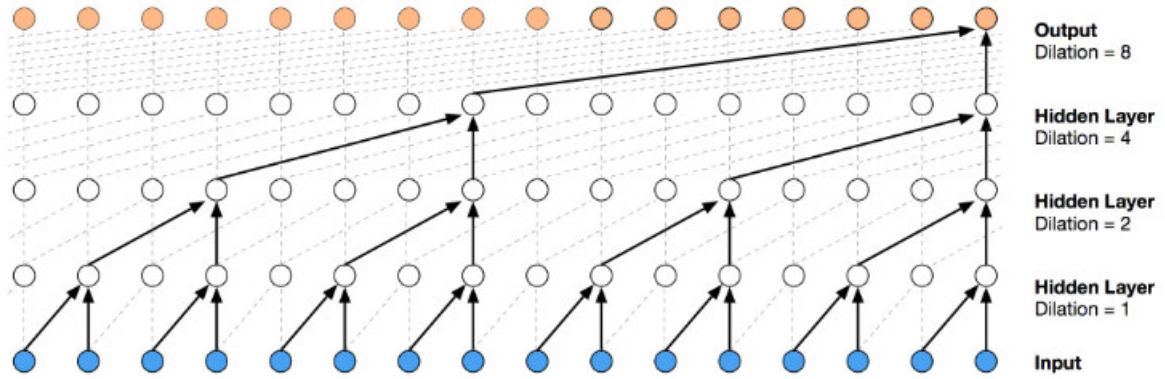 Output
Dilation = 8
Hidden Layer
Dilation = 4
Hidden Layer
Dilation = 2
Hidden Layer
Dilation = 1
Input